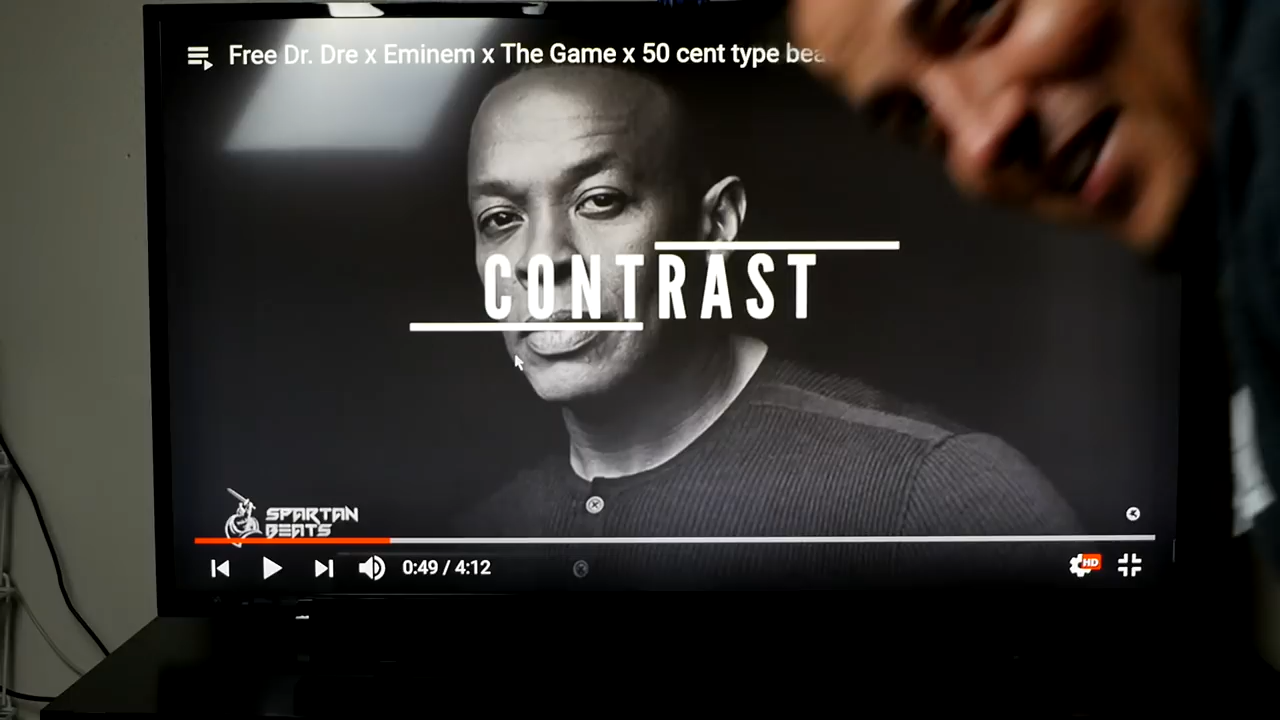 Free Dr. Dre x Eminem x The Game x 50 cent type bea
CONTRAST
SPARTAN
BEATS
0:49 / 4:12
HD